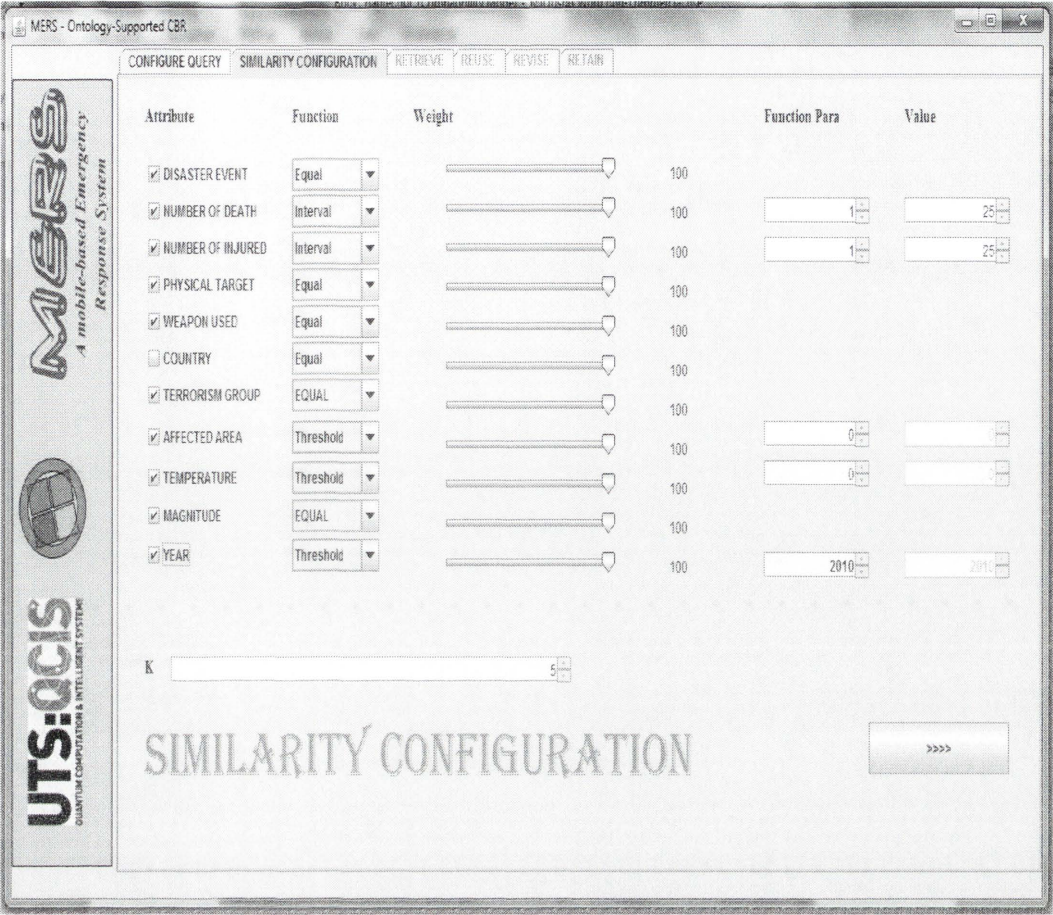 MERS - Ontology-Supported CBR
CONFIGURE QUERY SIMILARITY CONFIGURATION RETRIEVE REUSE REVISE RETAIN
MERS
A mobile-based Emergency
Response System
UTS:QCIS
QUANTUM COMPUTATION & INTELLIGENT SYSTEMS
Attribute Function Weight Function Para Value
DISASTER EVENT Equal 100
NUMBER OF DEATH Interval 100 1 25
NUMBER OF INJURED Interval 100 1 25
PHYSICAL TARGET Equal 100
WEAPON USED Equal 100
COUNTRY Equal 100
TERRORISM GROUP EQUAL 100
AFFECTED AREA Threshold 100 0 0
TEMPERATURE Threshold 100 0 0
MAGNITUDE EQUAL 100
YEAR Threshold 100 2010 2010
K 5
SIMILARITY CONFIGURATION
>>>>